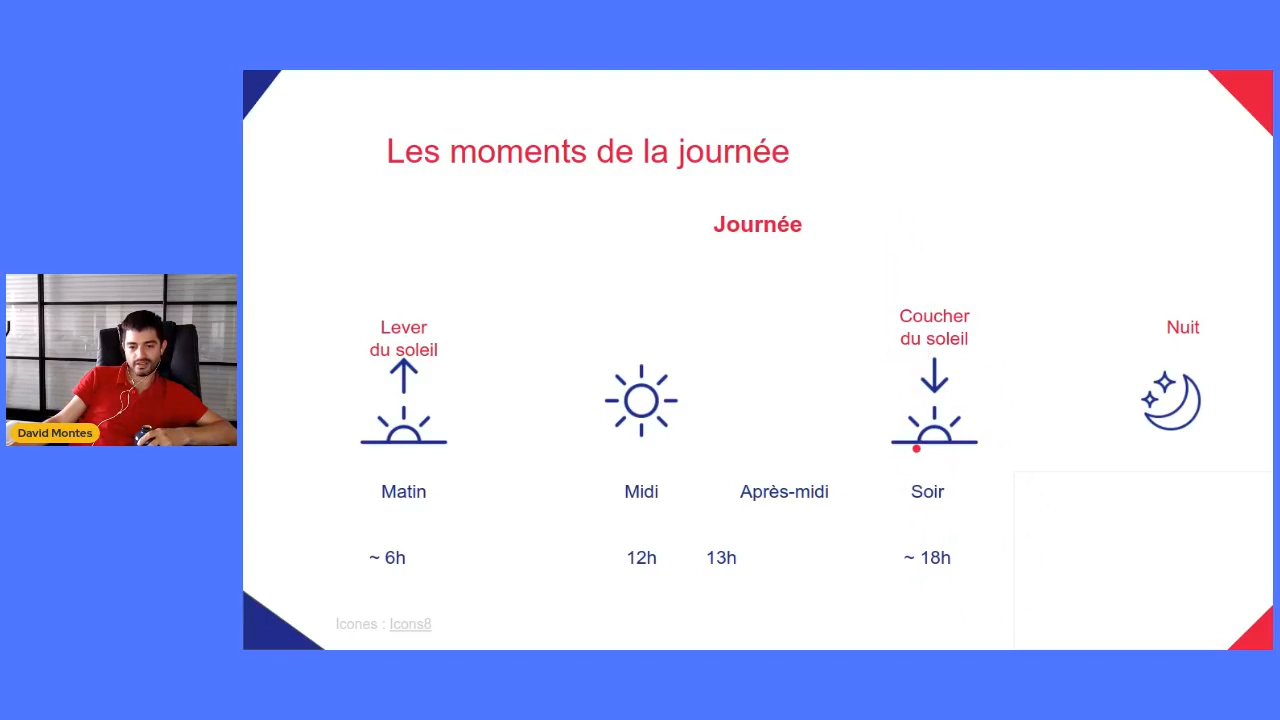 Les moments de la journée
Journée
Lever
du soleil
Coucher
du soleil
Nuit
Matin
Midi
Après-midi
Soir
~ 6h
12h
13h
~ 18h
Icones : Icons8
David Montes